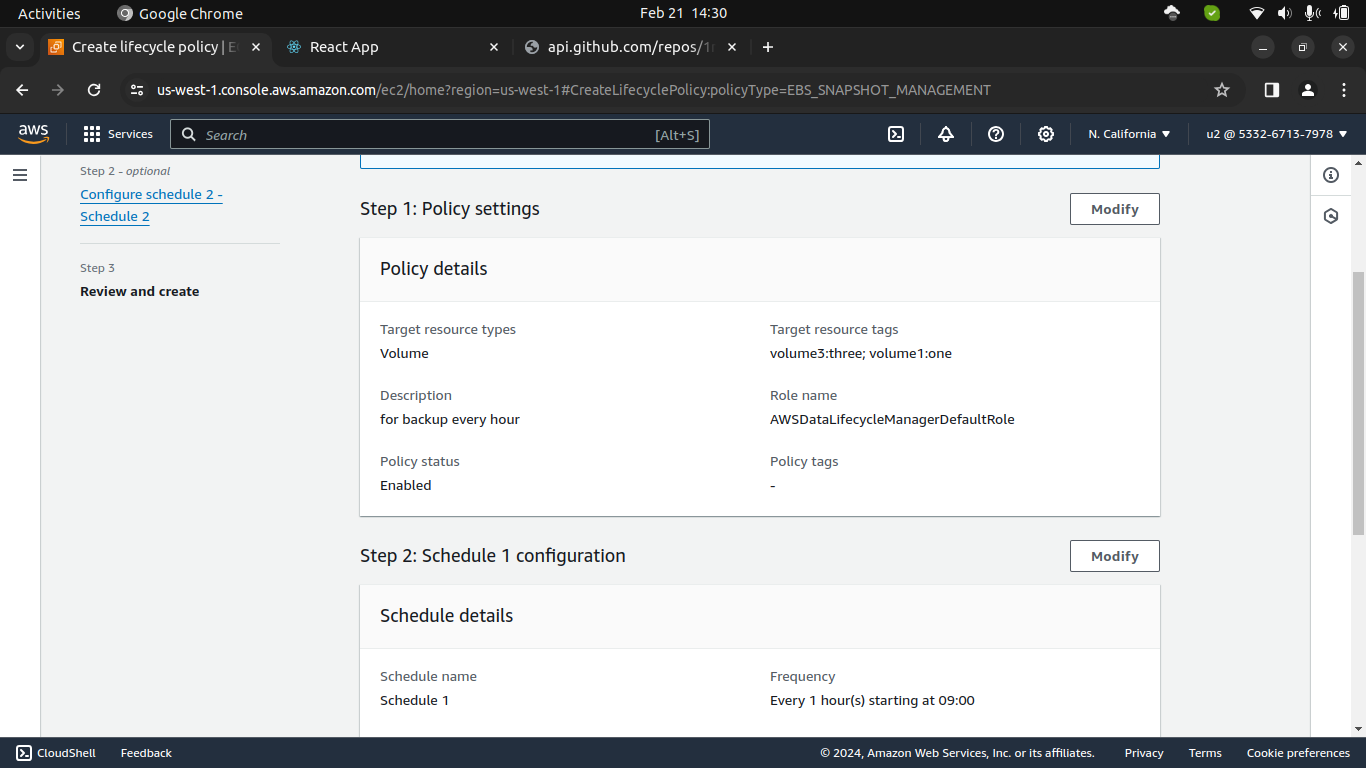 Activities
Google Chrome
Feb 21 14:30
Create lifecycle policy | E
React App
api.github.com/repos/1
us-west-1.console.aws.amazon.com/ec2/home?region=us-west-1#CreateLifecyclePolicy:policyType=EBS_SNAPSHOT_MANAGEMENT
aws
Services
Search
[Alt+S]
N. California
u2 @ 5332-6713-7978
Step 2 - optional
Configure schedule 2 -
Schedule 2
Step 3
Review and create
Step 1: Policy settings
Modify
Policy details
Target resource types
Volume
Target resource tags
volume3:three; volume1:one
Description
for backup every hour
Role name
AWSDataLifecycleManagerDefaultRole
Policy status
Enabled
Policy tags
-
Step 2: Schedule 1 configuration
Modify
Schedule details
Schedule name
Schedule 1
Frequency
Every 1 hour(s) starting at 09:00
CloudShell
Feedback
© 2024, Amazon Web Services, Inc. or its affiliates.
Privacy
Terms
Cookie preferences